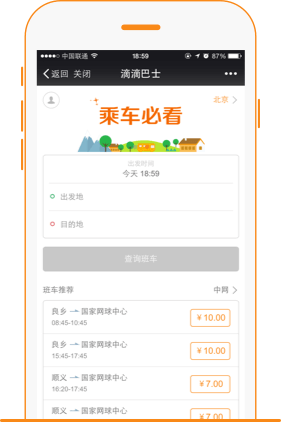 中国联通 18:59 87%
返回 关闭 滴滴巴士
北京
乘车必看
出发时间
今天 18:59
出发地
目的地
查询班车
班车推荐 中网
良乡 国家网球中心
08:45-10:45
¥ 10.00
良乡 国家网球中心
15:45-17:45
¥ 10.00
顺义 国家网球中心
16:20-17:45
¥ 7.00
顺义 国家网球中心
¥ 7.00